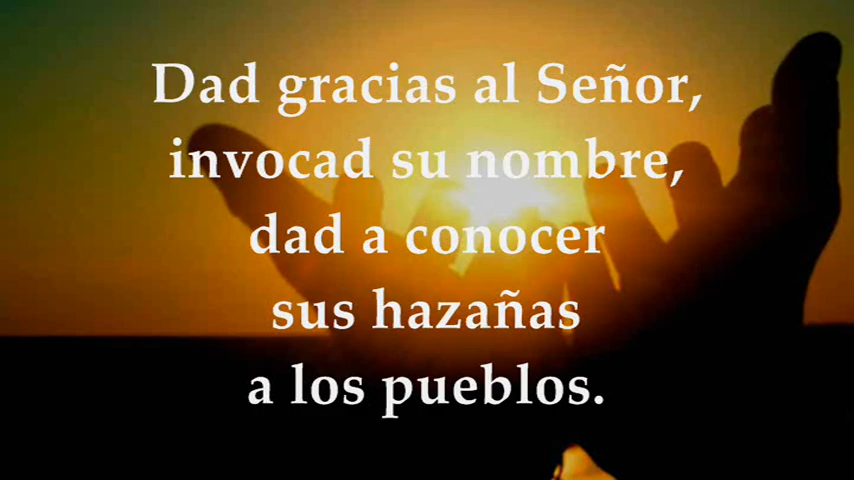 Dad gracias al Señor,
invocad su nombre,
dad a conocer
sus hazañas
a los pueblos.